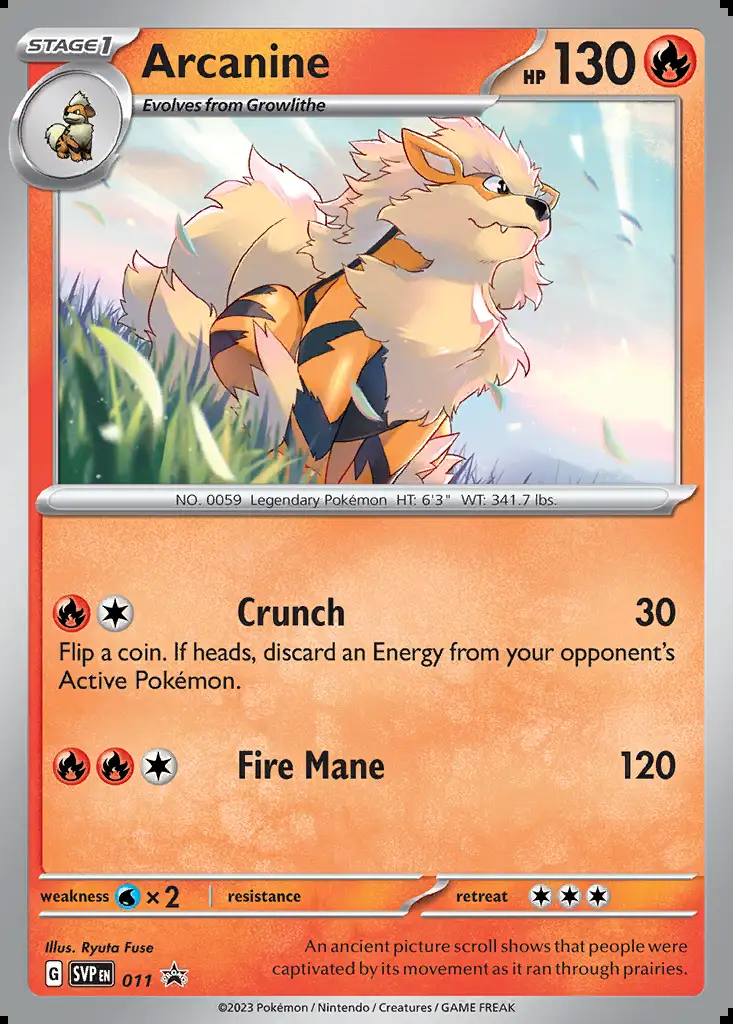 STAGE1
Arcanine
HP 130
Evolves from Growlithe
NO. 0059 Legendary Pokémon HT: 6'3" WT: 341.7 lbs.
Crunch 30
Flip a coin. If heads, discard an Energy from your opponent's
Active Pokémon.
Fire Mane 120
weakness ×2 resistance retreat
Illus. Ryuta Fuse
G SVP EN 011
An ancient picture scroll shows that people were
captivated by its movement as it ran through prairies.
©2023 Pokémon / Nintendo / Creatures / GAME FREAK